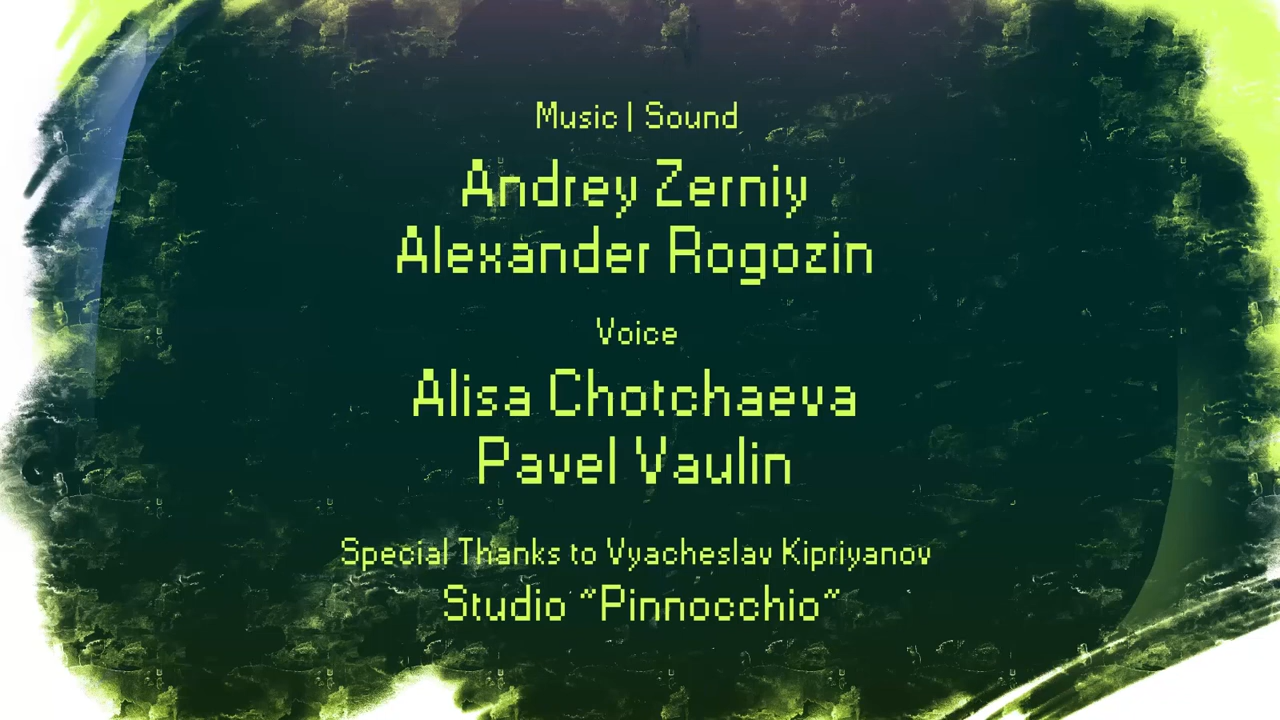 Music | Sound
Andrey Zerniy
Alexander Rogozin
Voice
Alisa Chotchaeva
Pavel Vaulin
Special Thanks to Vyacheslav Kipriyanov
Studio “Pinnocchio”